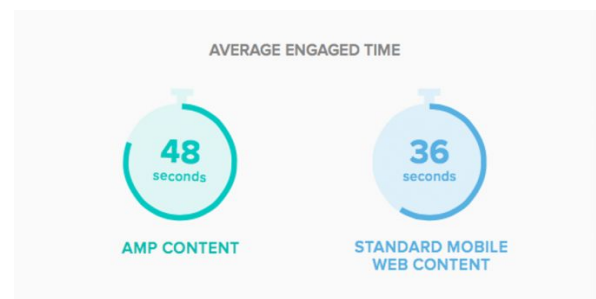 AVERAGE ENGAGED TIME
48
seconds
AMP CONTENT
36
seconds
STANDARD MOBILE
WEB CONTENT